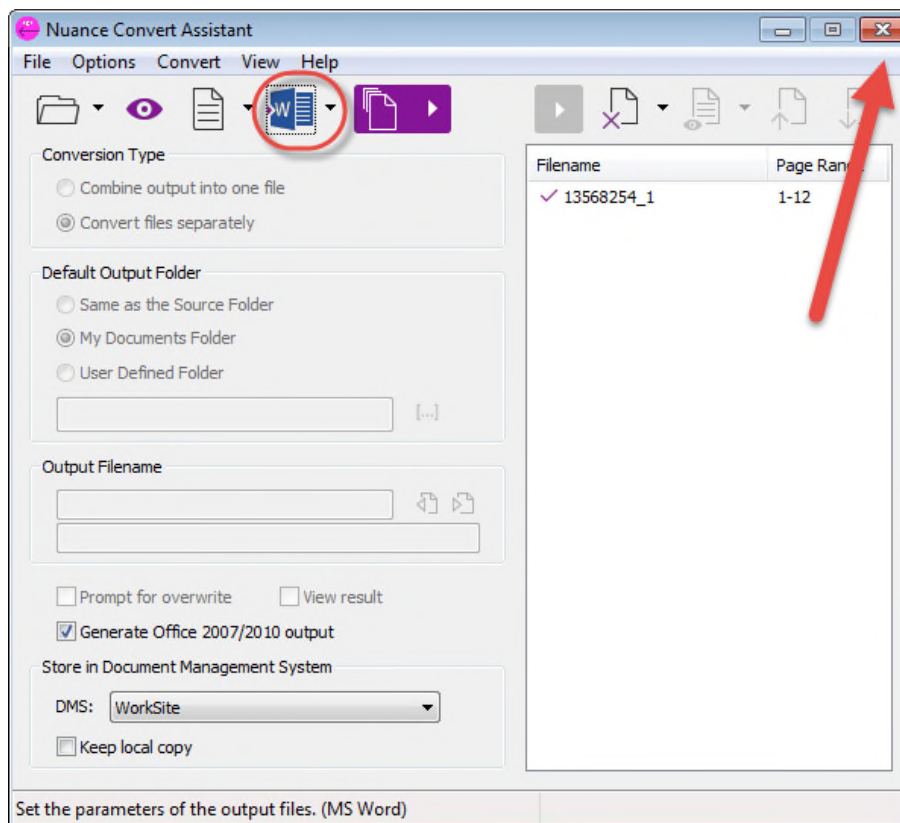 Nuance Convert Assistant
File Options Convert View Help
W
Conversion Type
Combine output into one file
Convert files separately
Default Output Folder
Same as the Source Folder
My Documents Folder
User Defined Folder
[...]
Output Filename
Prompt for overwrite View result
Generate Office 2007/2010 output
Store in Document Management System
DMS: WorkSite
Keep local copy
Filename Page Range
13568254_1 1-12
Set the parameters of the output files. (MS Word)